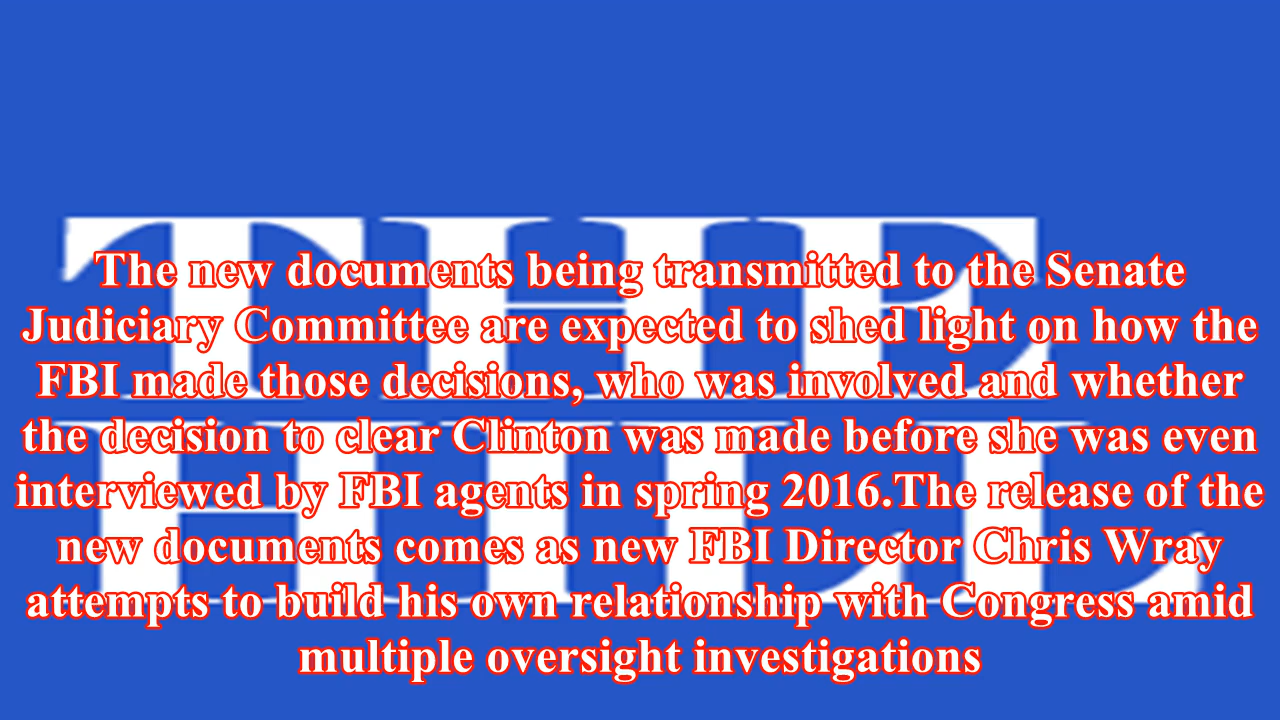 THE
HILL
The new documents being transmitted to the Senate
Judiciary Committee are expected to shed light on how the
FBI made those decisions, who was involved and whether
the decision to clear Clinton was made before she was even
interviewed by FBI agents in spring 2016.The release of the
new documents comes as new FBI Director Chris Wray
attempts to build his own relationship with Congress amid
multiple oversight investigations